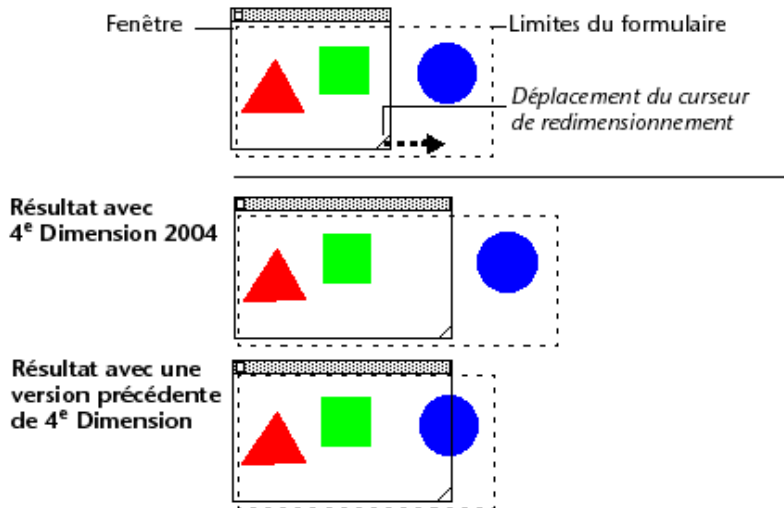 Fenêtre
Limites du formulaire
Déplacement du curseur
de redimensionnement
Résultat avec
4e Dimension 2004
Résultat avec une
version précédente
de 4e Dimension